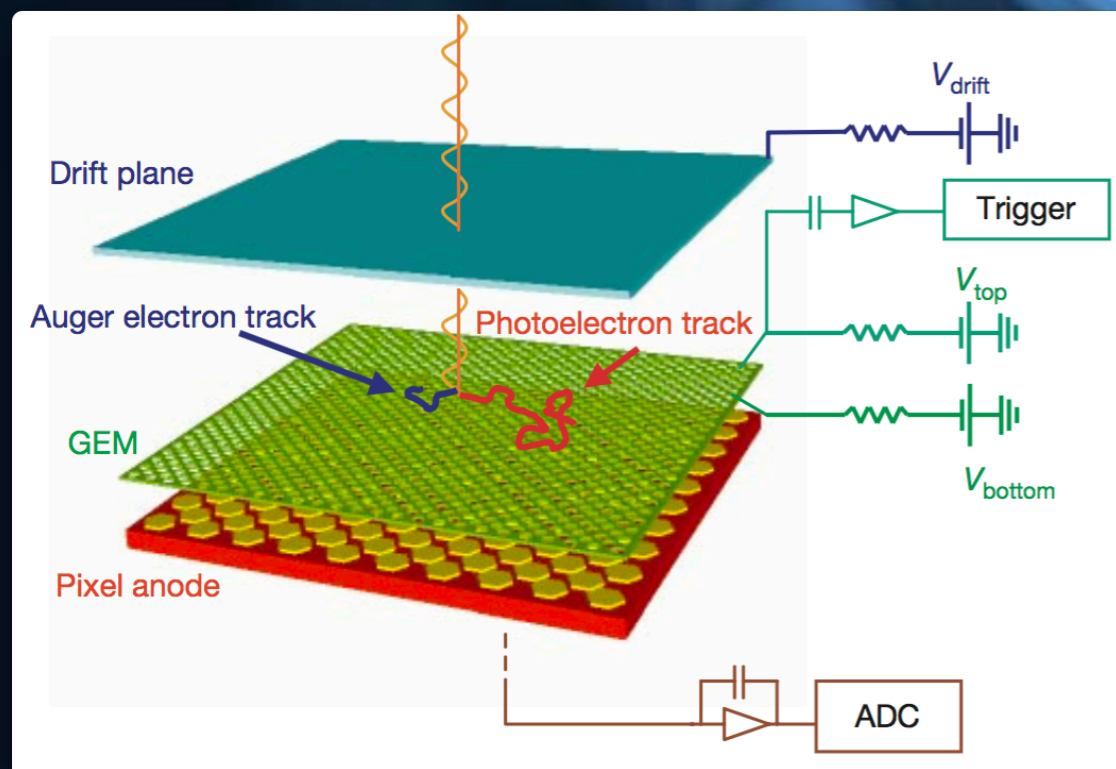 V_drift
Drift plane
Trigger
V_top
Auger electron track
Photoelectron track
GEM
V_bottom
Pixel anode
ADC